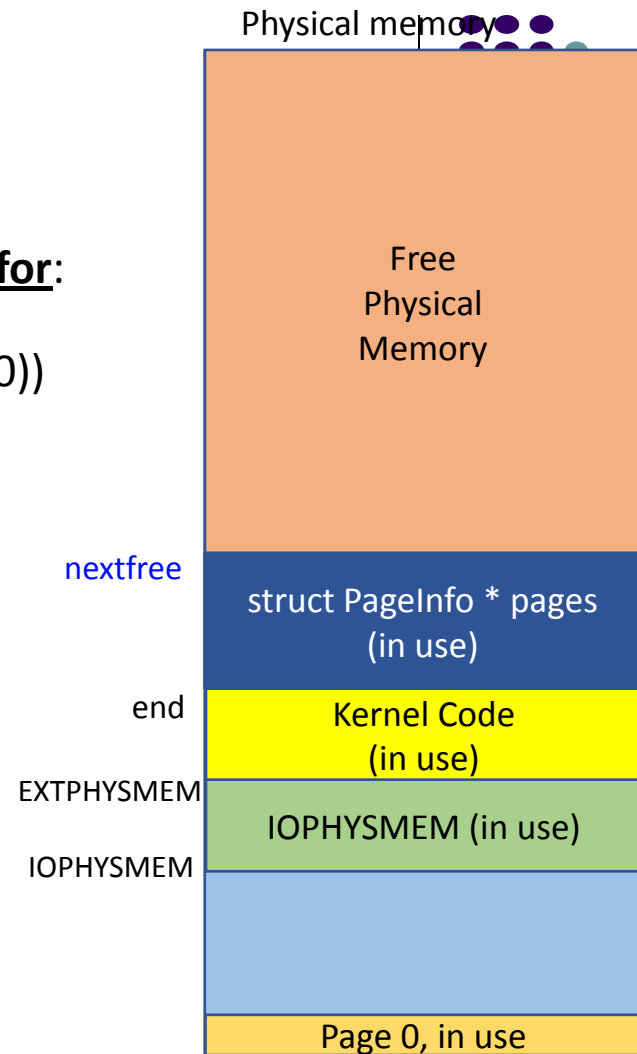 Physical memory
for:
0))
Free
Physical
Memory
nextfree
struct PageInfo * pages
(in use)
end
Kernel Code
(in use)
EXTPHYSMEM
IOPHYSMEM (in use)
IOPHYSMEM
Page 0, in use